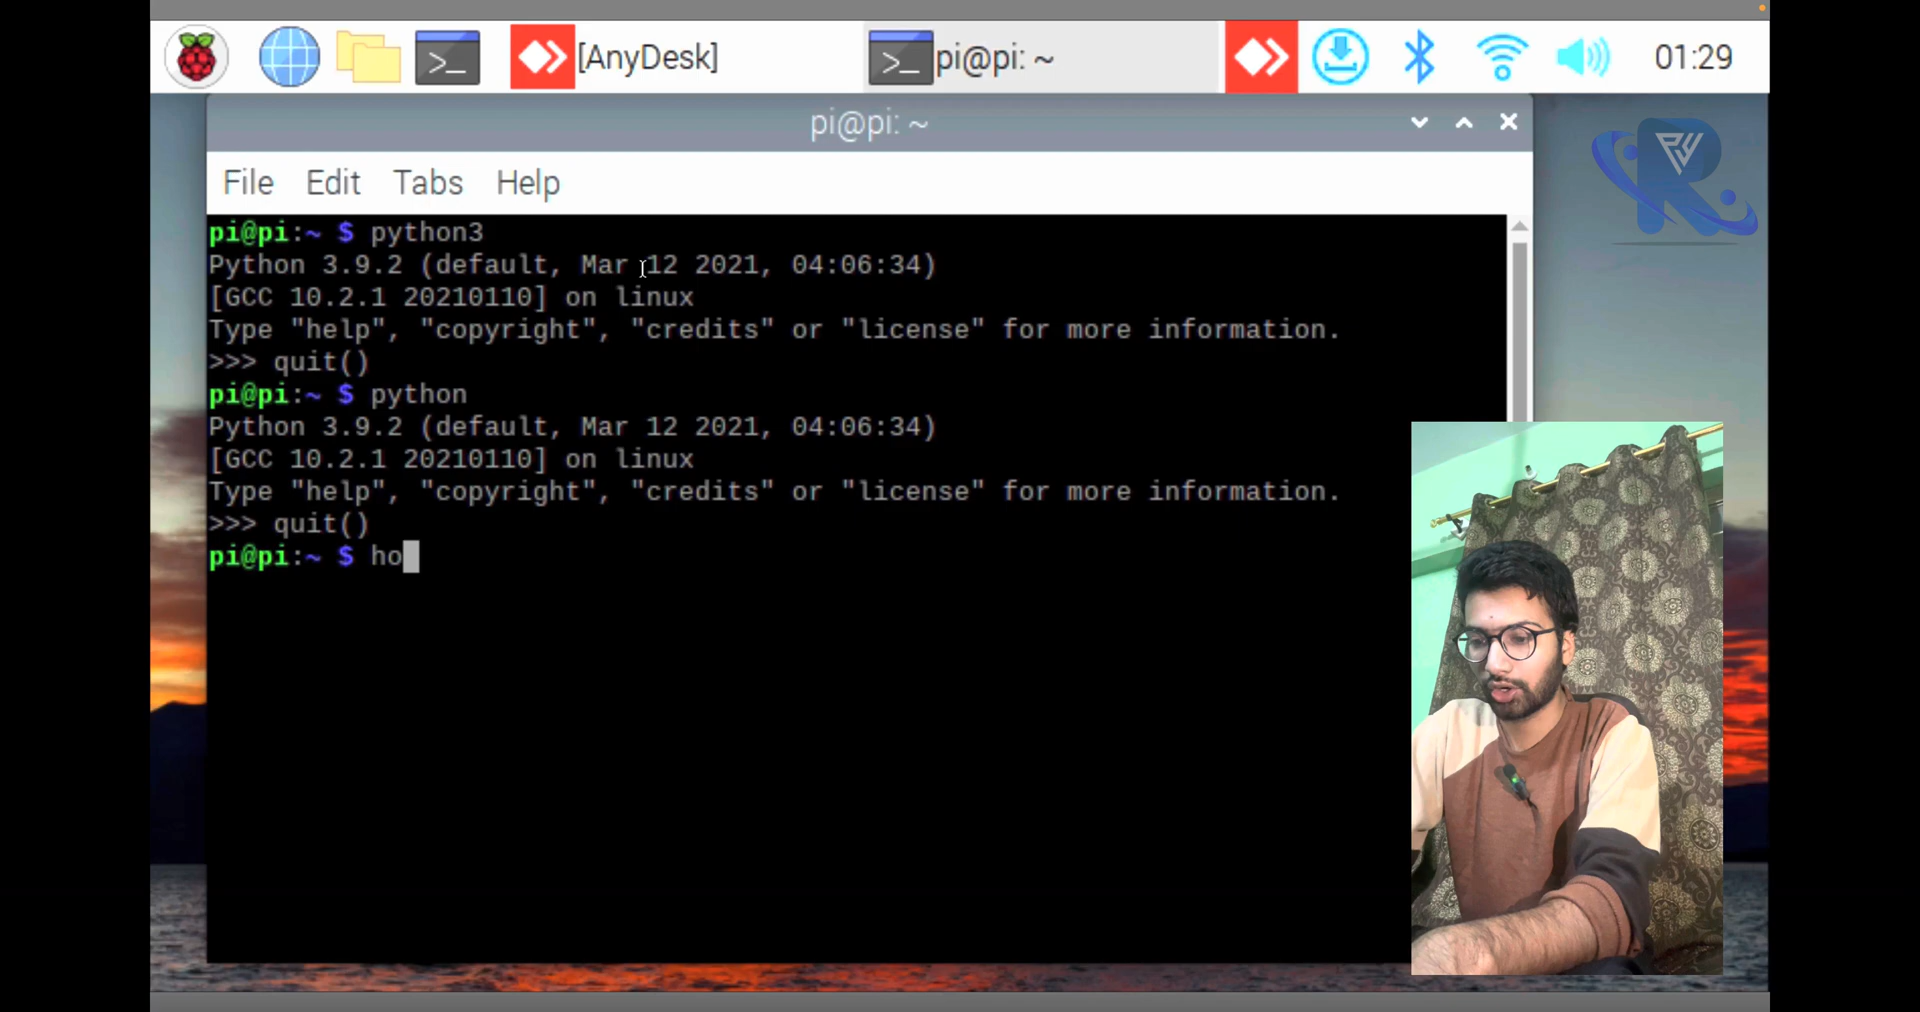 [AnyDesk]
pi@pi: ~
01:29
pi@pi: ~
File Edit Tabs Help
pi@pi:~ $ python3
Python 3.9.2 (default, Mar 12 2021, 04:06:34)
[GCC 10.2.1 20210110] on linux
Type "help", "copyright", "credits" or "license" for more information.
>>> quit()
pi@pi:~ $ python
Python 3.9.2 (default, Mar 12 2021, 04:06:34)
[GCC 10.2.1 20210110] on linux
Type "help", "copyright", "credits" or "license" for more information.
>>> quit()
pi@pi:~ $ ho